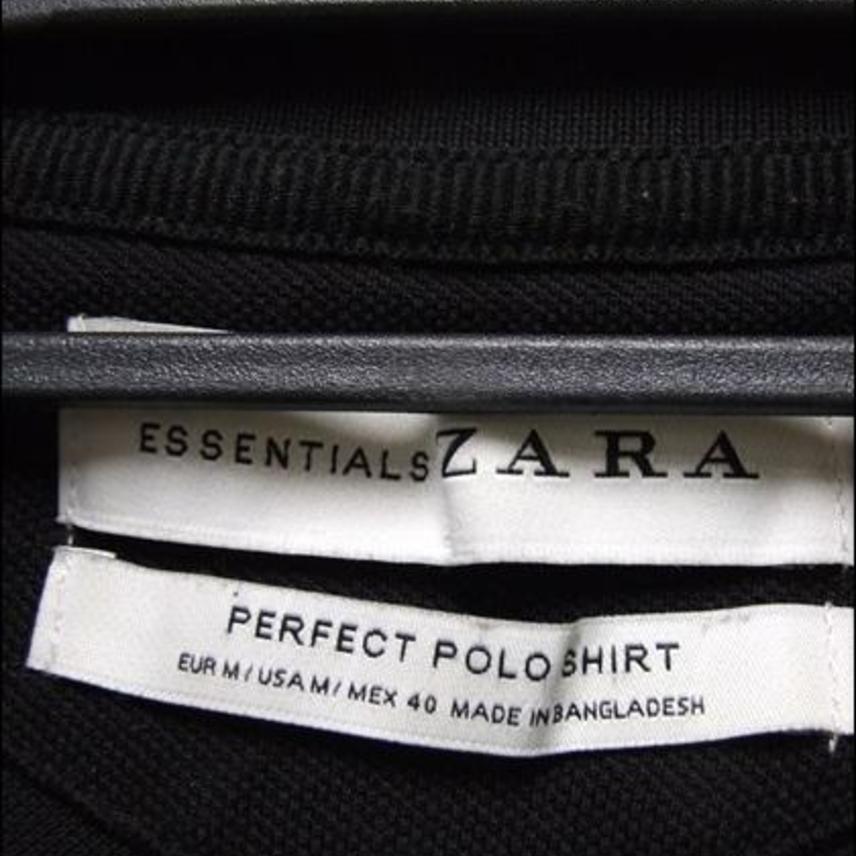 ESSENTIALS ZARA
PERFECT POLO SHIRT
EUR M / USA M / MEX 40 MADE IN BANGLADESH